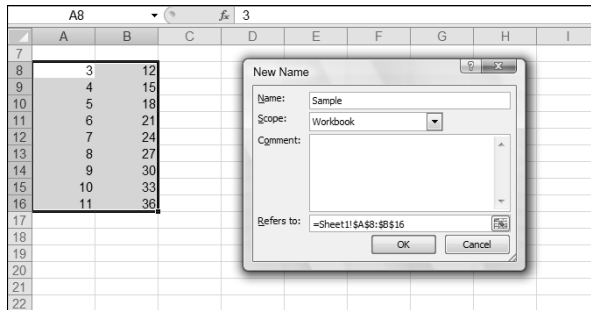 A8 fx 3
A B C D E F G H I
7
8 3 12
9 4 15
10 5 18
11 6 21
12 7 24
13 8 27
14 9 30
15 10 33
16 11 36
17
18
19
20
21
22
New Name
Name: Sample
Scope: Workbook
Comment:
Refers to: =Sheet1!$A$8:$B$16
OK Cancel